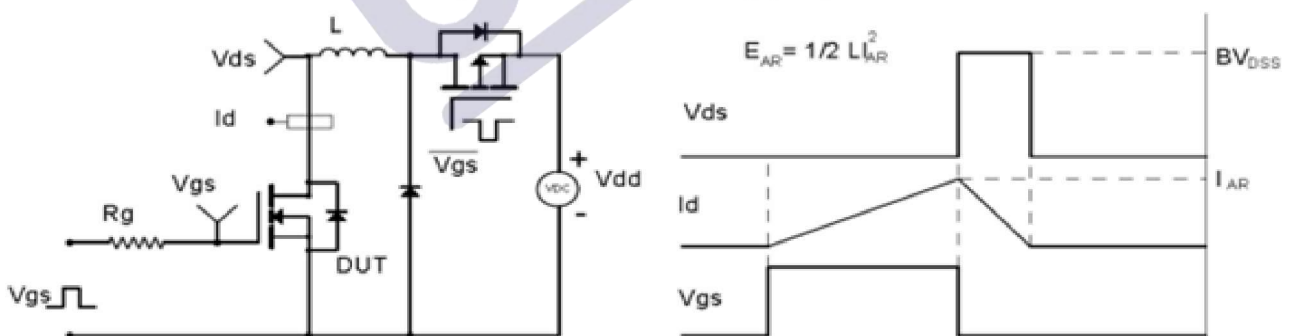 L
Vds
Id
Vgs
Vgs
+
VDC
Vdd
-
Rg
DUT
Vgs
E_AR = 1/2 LI_AR^2
BV_DSS
Vds
I_AR
Id
Vgs